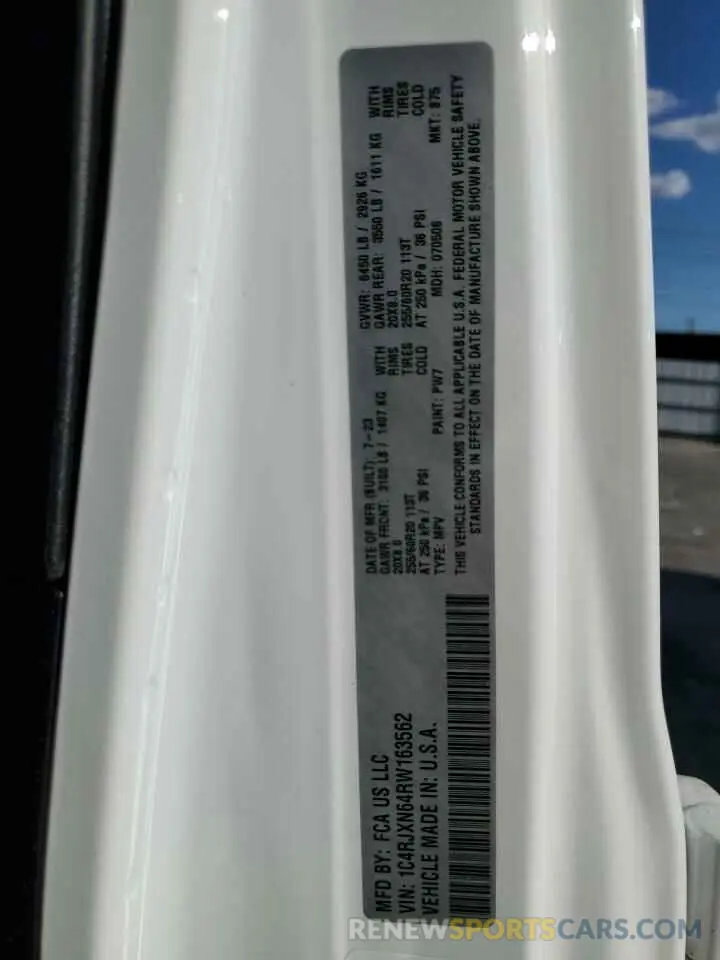 MFD BY: FCA US LLC
VIN: 1C4RJXN64RW163562
VEHICLE MADE IN: U.S.A.
DATE OF MFR (BUILT): 7-23
GAWR FRONT: 3100 LB / 1407 KG WITH
20X8.0 RIMS
255/60R20 113T TIRES
AT 250 kPa / 36 PSI COLD
TYPE: MPV PAINT: PW7
GVWR: 6450 LB / 2926 KG
GAWR REAR: 3550 LB / 1611 KG WITH
20X8.0 RIMS
255/60R20 113T TIRES
AT 250 kPa / 36 PSI COLD
MDH: 070506 MKT: 875
THIS VEHICLE CONFORMS TO ALL APPLICABLE U.S.A. FEDERAL MOTOR VEHICLE SAFETY
STANDARDS IN EFFECT ON THE DATE OF MANUFACTURE SHOWN ABOVE.
RENEWSPORTSCARS.COM